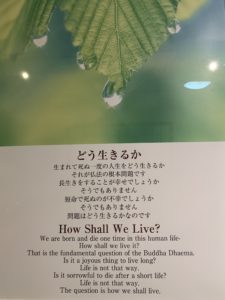 どう生きるか
生まれて死ぬ一度の人生をどう生きるか
それが仏法の根本問題です
長生きをすることが幸せでしょうか
そうでもありません
短命で死ぬのが不幸でしょうか
そうでもありません
問題はどう生きるかなのです
How Shall We Live?
We are born and die one time in this human life-
How shall we live it?
That is the fundamental question of the Buddha Dhaema.
Is it a joyous thing to live long?
Life is not that way.
Is it sorrowful to die after a short life?
Life is not that way.
The question is how we shall live.